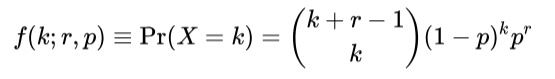 f(k; r, p) ≡ Pr(X = k) = \binom{k + r − 1}{k} (1 − p)^k p^r